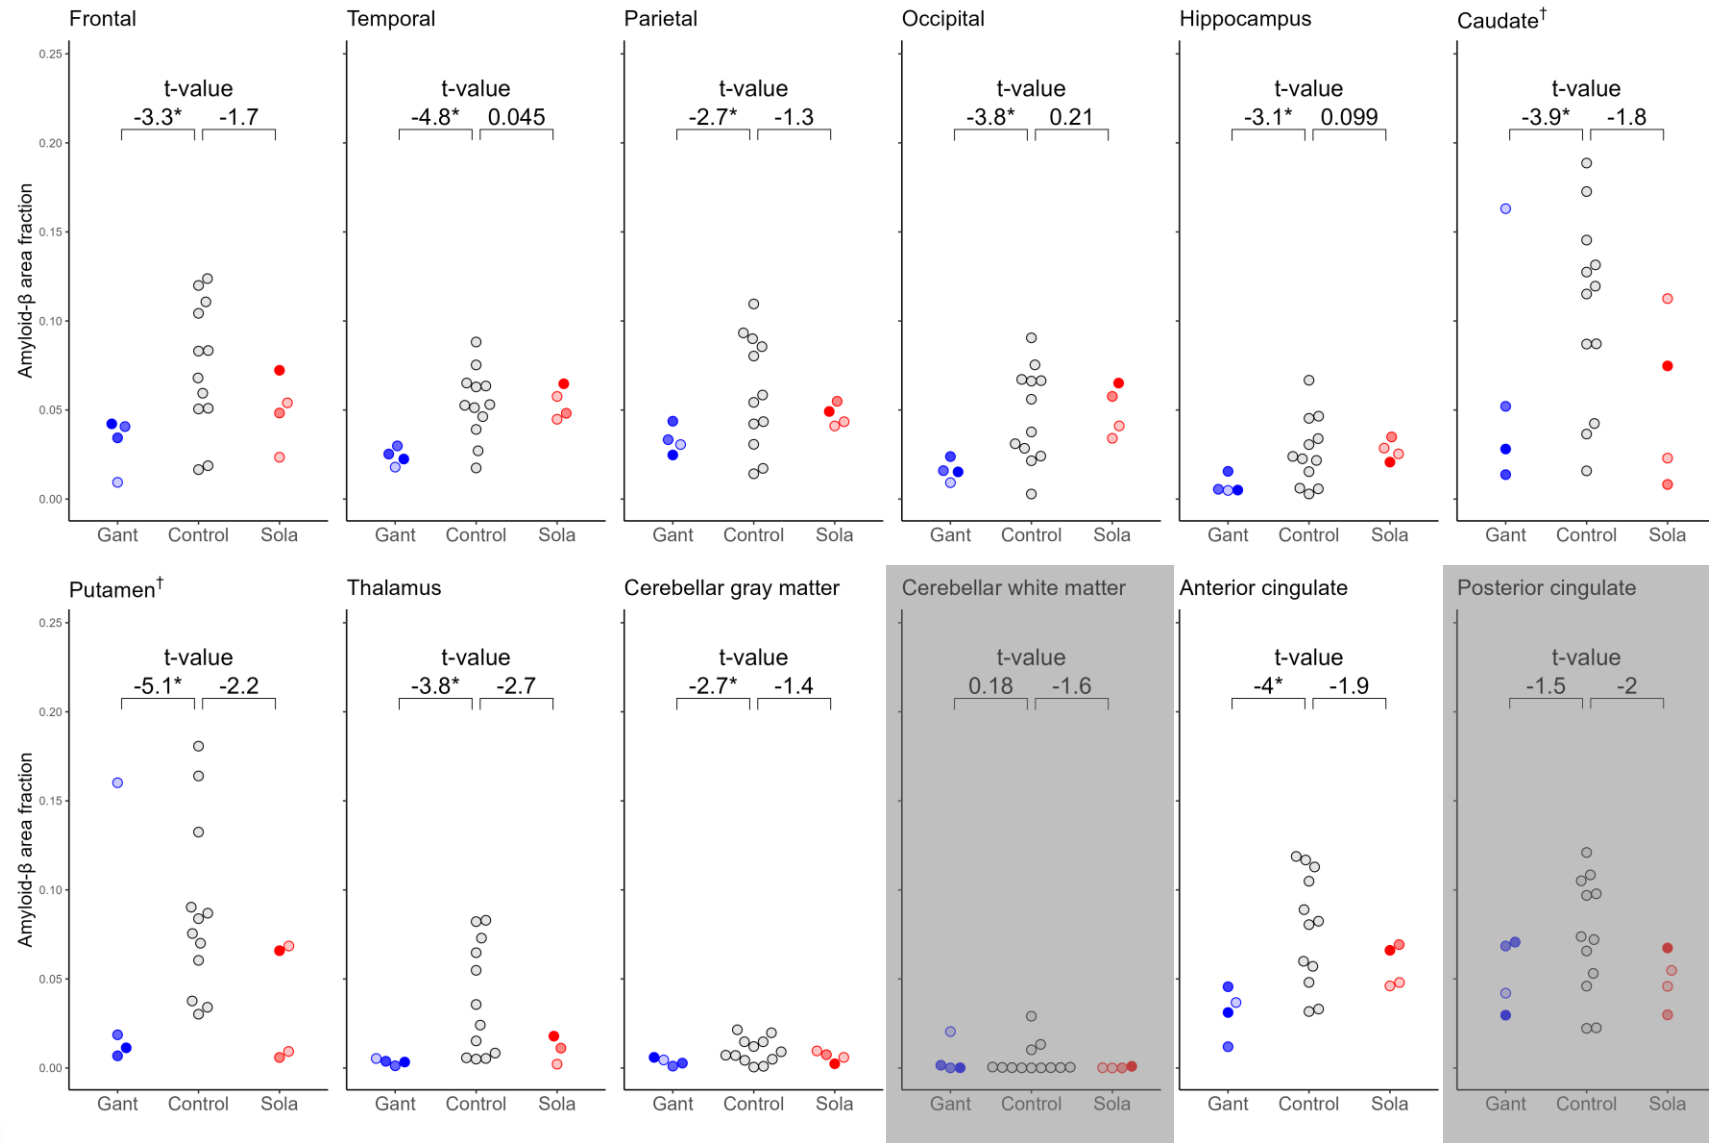 Frontal Temporal Parietal Occipital Hippocampus Caudate†
0.25
t-value t-value t-value t-value t-value t-value
-3.3* -1.7 -4.8* 0.045 -2.7* -1.3 -3.8* 0.21 -3.1* 0.099 -3.9* -1.8
0.20
0.15
Amyloid-β area fraction
0.10
0.05
0.00
Gant Control Sola Gant Control Sola Gant Control Sola Gant Control Sola Gant Control Sola Gant Control Sola
Putamen† Thalamus Cerebellar gray matter Cerebellar white matter Anterior cingulate Posterior cingulate
0.25
t-value t-value t-value t-value t-value t-value
-5.1* -2.2 -3.8* -2.7 -2.7* -1.4 0.18 -1.6 -4* -1.9 -1.5 -2
0.20
0.15
Amyloid-β area fraction
0.10
0.05
0.00
Gant Control Sola Gant Control Sola Gant Control Sola Gant Control Sola Gant Control Sola Gant Control Sola